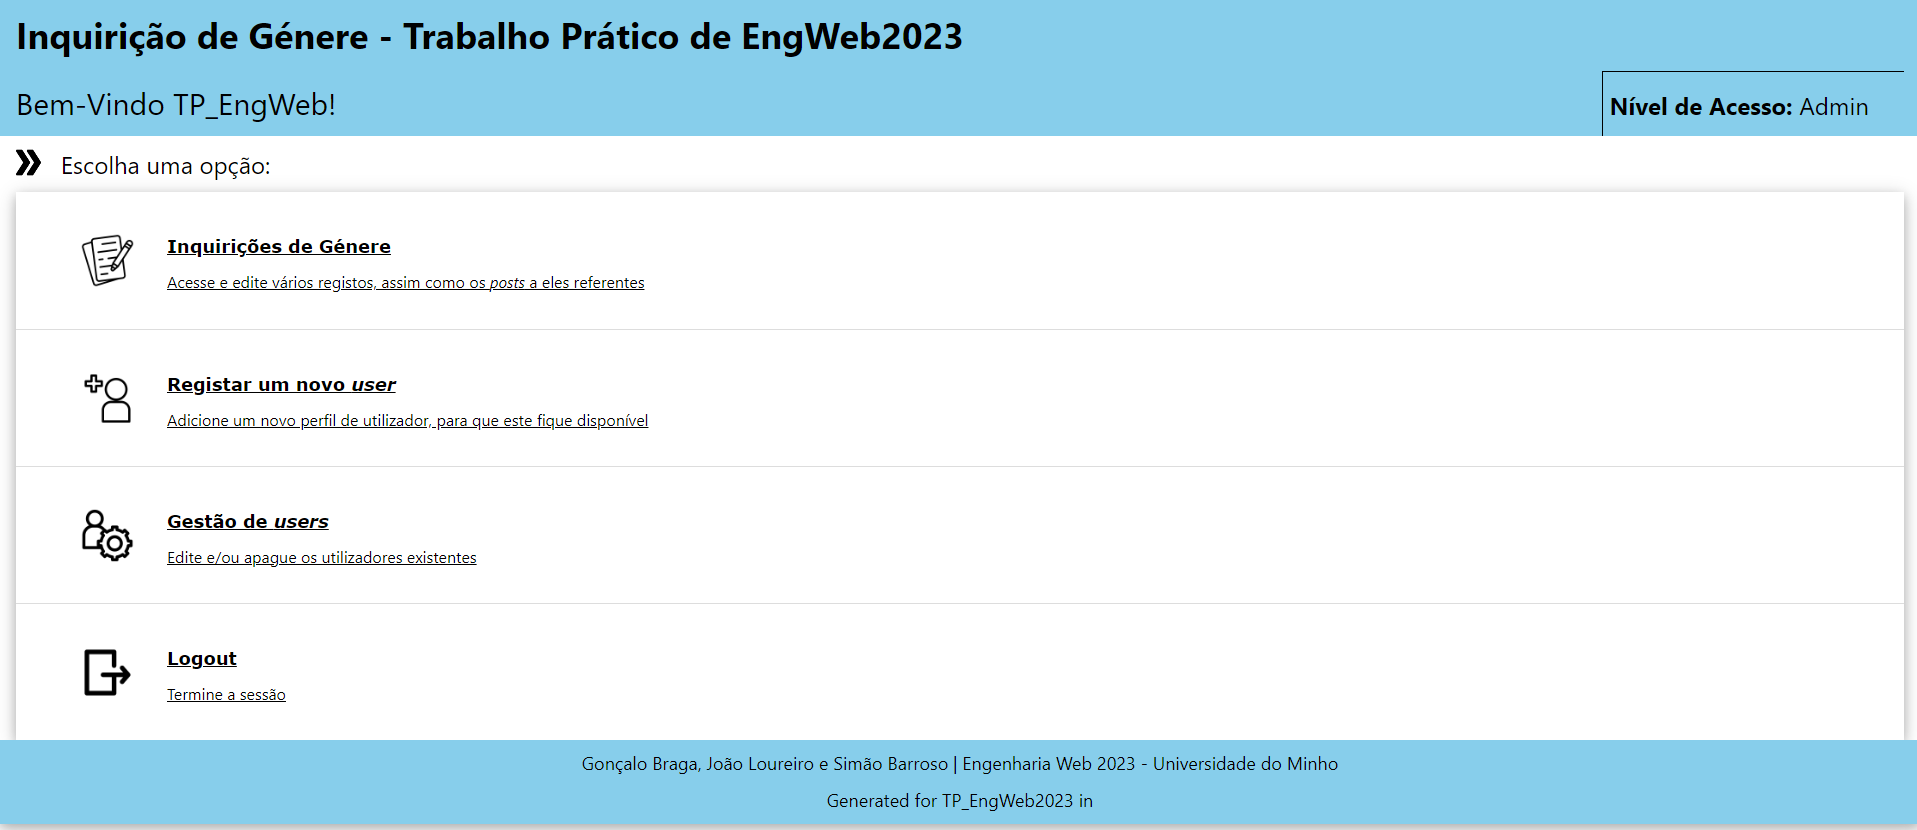 Inquirição de Génere - Trabalho Prático de EngWeb2023
Bem-Vindo TP_EngWeb!
Nível de Acesso: Admin
Escolha uma opção:
Inquirições de Génere
Acesse e edite vários registos, assim como os posts a eles referentes
Registar um novo user
Adicione um novo perfil de utilizador, para que este fique disponível
Gestão de users
Edite e/ou apague os utilizadores existentes
Logout
Termine a sessão
Gonçalo Braga, João Loureiro e Simão Barroso | Engenharia Web 2023 - Universidade do Minho
Generated for TP_EngWeb2023 in